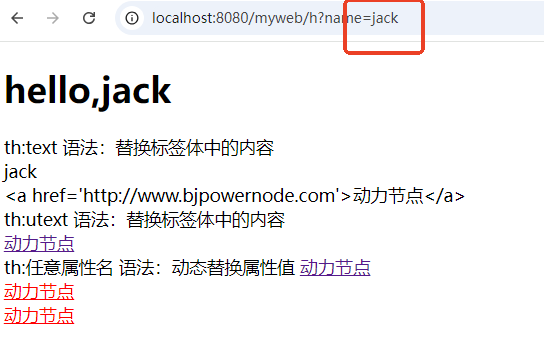 localhost:8080/myweb/h?name=jack
hello,jack
th:text 语法：替换标签体中的内容
jack
<a href='http://www.bjpowernode.com'>动力节点</a>
th:utext 语法：替换标签体中的内容
动力节点
th:任意属性名 语法：动态替换属性值 动力节点
动力节点
动力节点